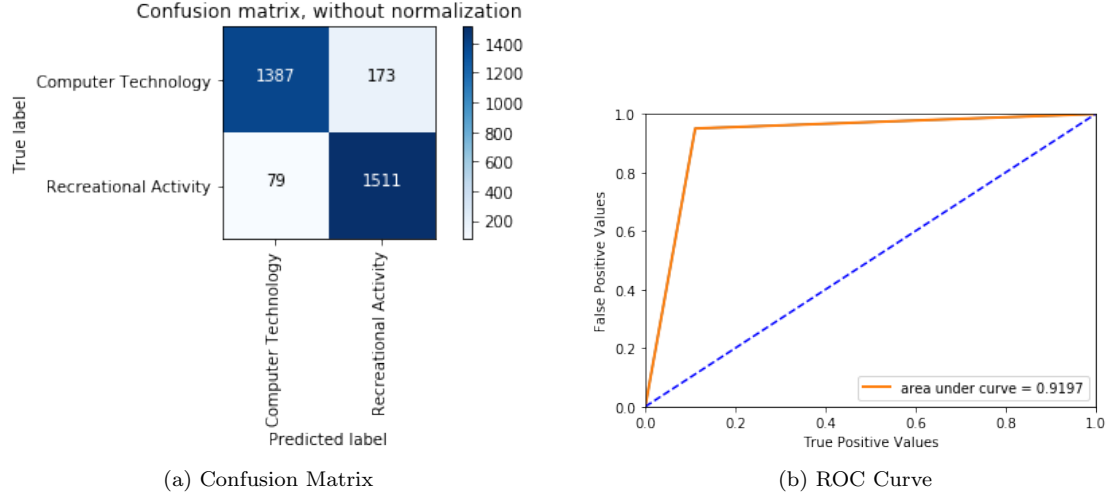 Confusion matrix, without normalization
True label
Computer Technology
Recreational Activity
1387
173
79
1511
1400
1200
1000
800
600
400
200
Computer Technology
Recreational Activity
Predicted label
(a) Confusion Matrix
False Positive Values
1.0
0.8
0.6
0.4
0.2
0.0
area under curve = 0.9197
0.0
0.2
0.4
0.6
0.8
1.0
True Positive Values
(b) ROC Curve